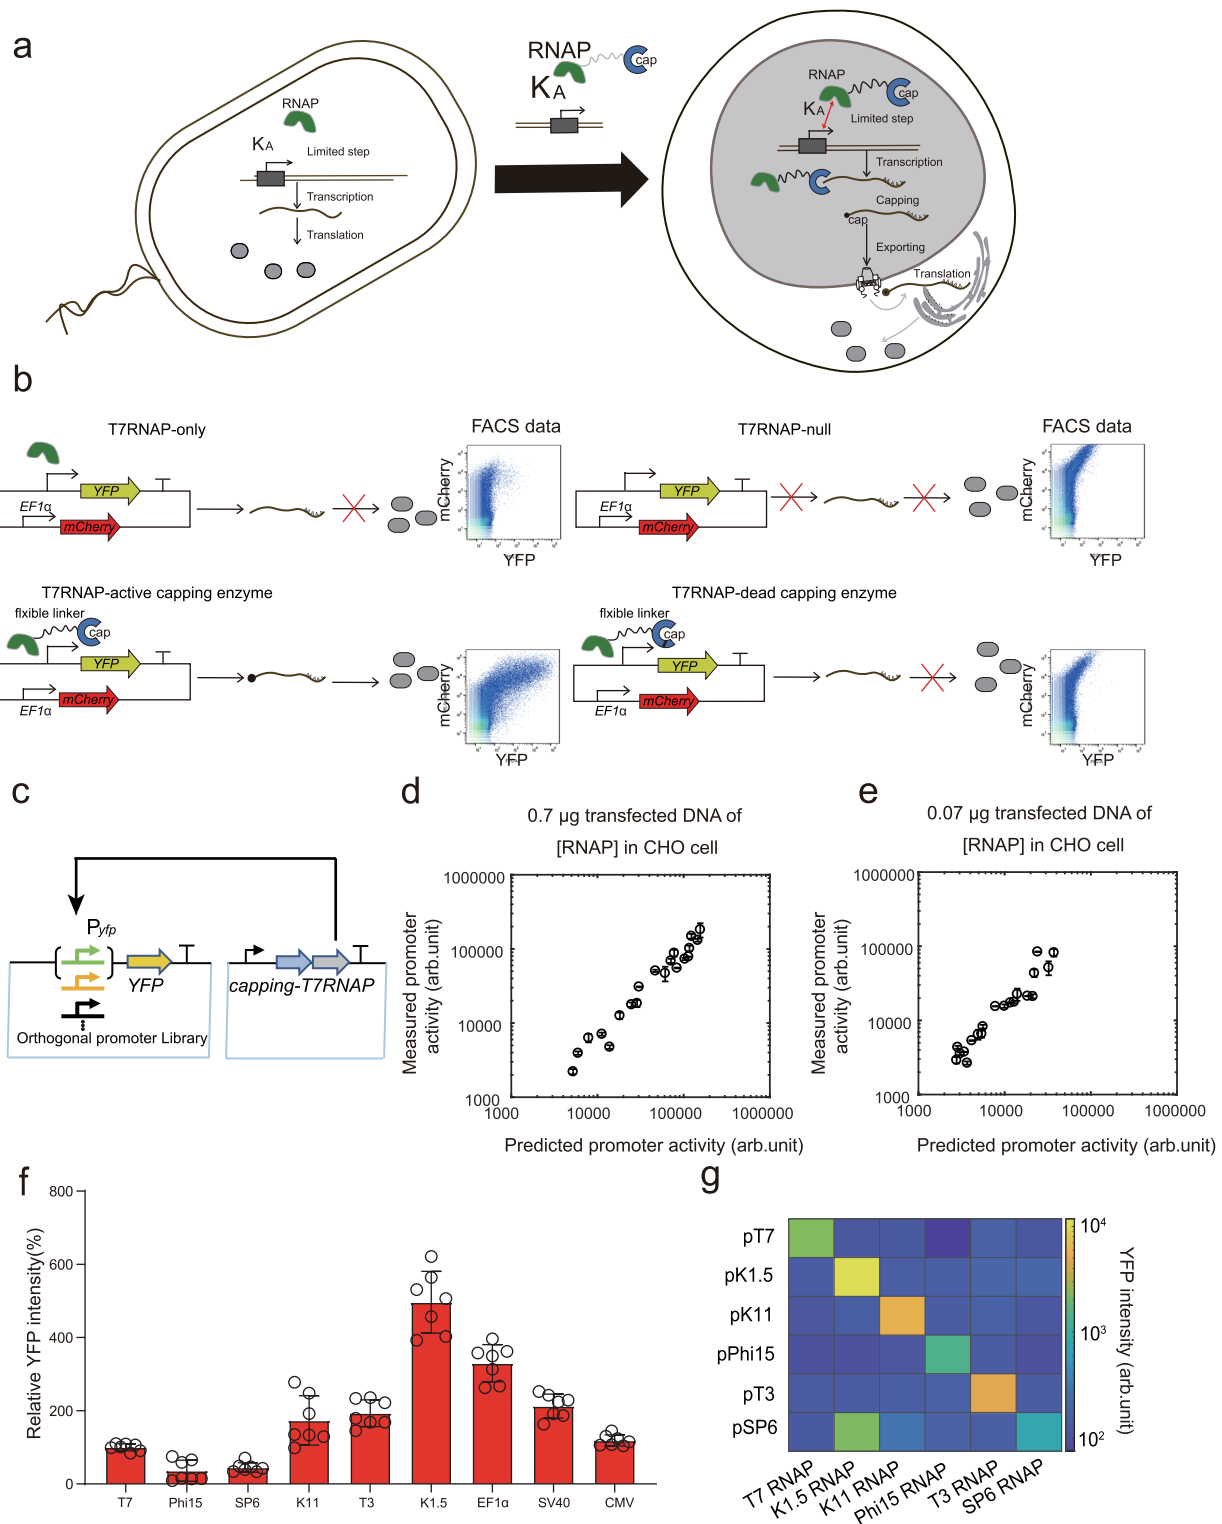 a
RNAP
cap
KA
RNAP
KA
Limited step
Transcription
Translation
RNAP
cap
KA
Limited step
Transcription
Capping
cap
Exporting
Translation
b
T7RNAP-only
FACS data
T7RNAP-null
FACS data
YFP
EF1α
mCherry
mCherry
YFP
YFP
EF1α
mCherry
mCherry
YFP
T7RNAP-active capping enzyme
T7RNAP-dead capping enzyme
flxible linker
cap
YFP
EF1α
mCherry
mCherry
YFP
flxible linker
cap
YFP
EF1α
mCherry
mCherry
YFP
c
Pyfp
YFP
capping-T7RNAP
Orthogonal promoter Library
d
0.7 µg transfected DNA of
[RNAP] in CHO cell
Measured promoter
activity (arb.unit)
1000000
100000
10000
1000
1000
10000
100000
1000000
Predicted promoter activity (arb.unit)
e
0.07 µg transfected DNA of
[RNAP] in CHO cell
Measured promoter
activity (arb.unit)
1000000
100000
10000
1000
1000
10000
100000
1000000
Predicted promoter activity (arb.unit)
f
Relative YFP intensity(%)
800
600
400
200
0
T7
Phi15
SP6
K11
T3
K1.5
EF1α
SV40
CMV
g
pT7
pK1.5
pK11
pPhi15
pT3
pSP6
T7 RNAP
K1.5 RNAP
K11 RNAP
Phi15 RNAP
T3 RNAP
SP6 RNAP
10⁴
10³
10²
YFP intensity (arb.unit)